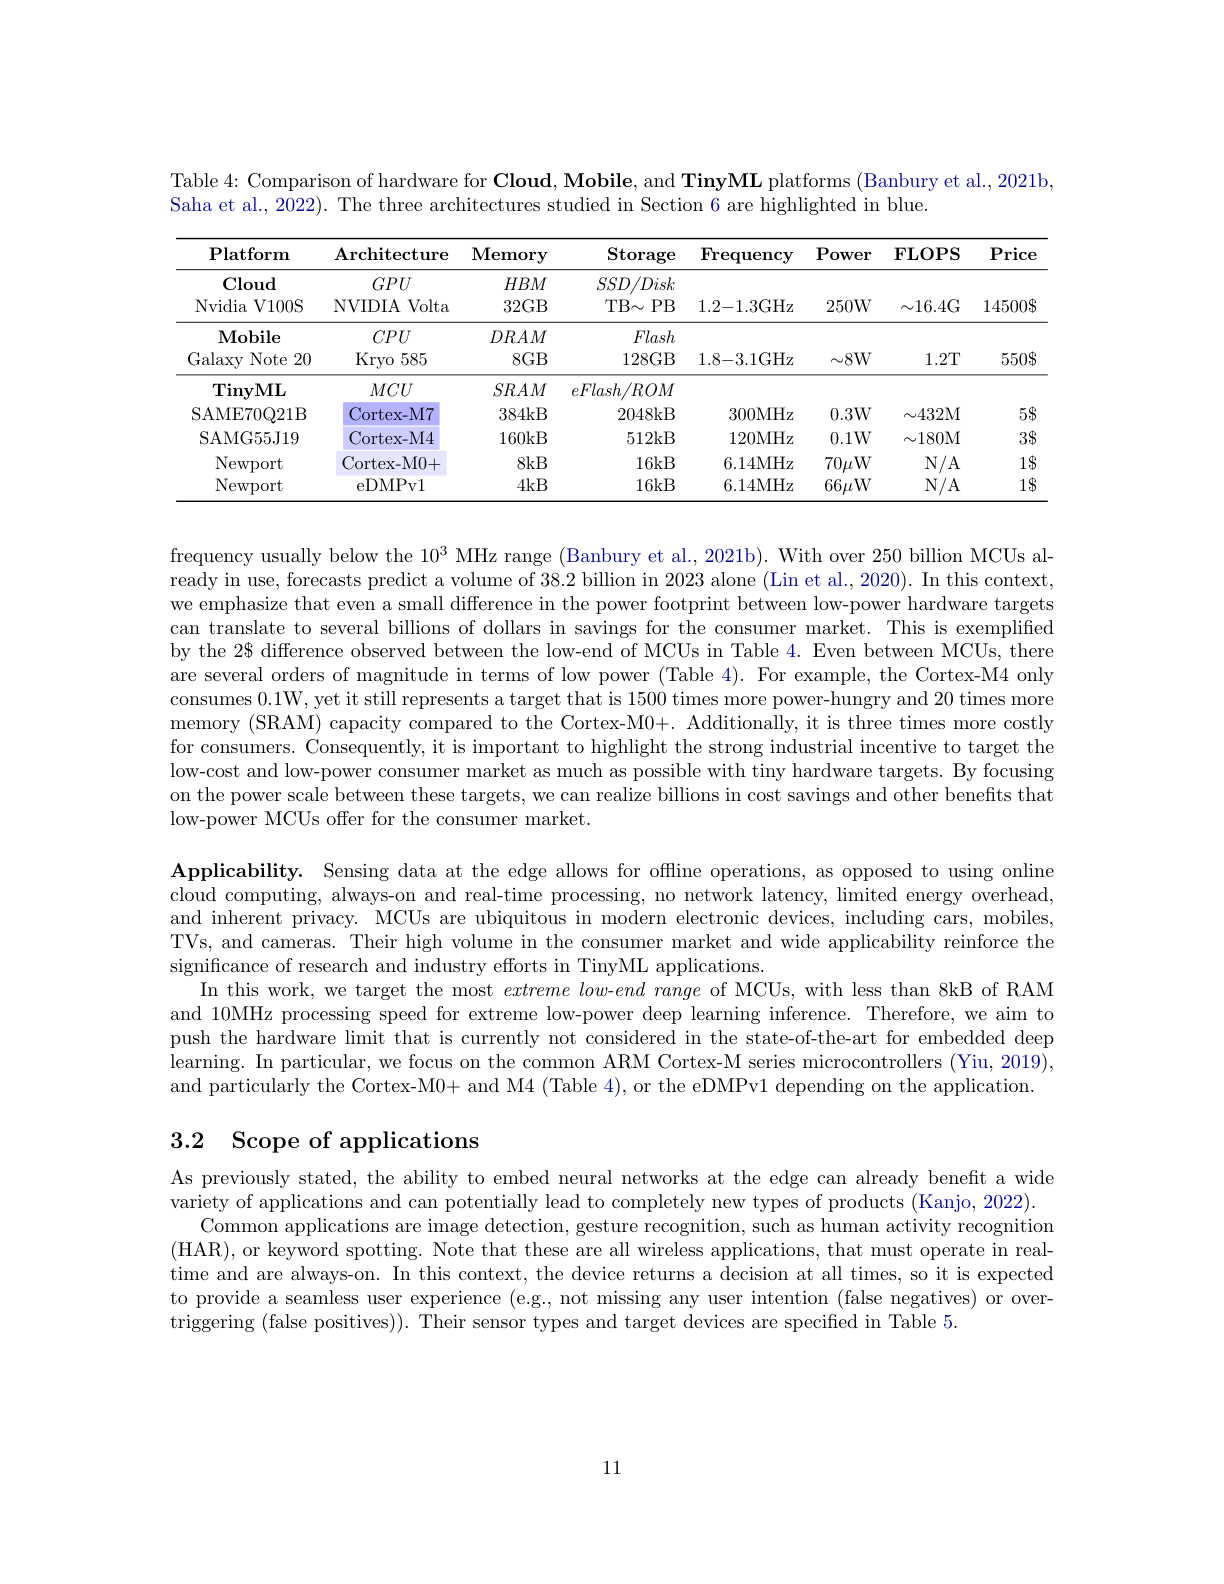 Table 4: Comparison of hardware for Cloud, Mobile, and TinyML platforms (Banbury et al., 2021b,
Saha et al., 2022). The three architectures studied in Section 6 are highlighted in blue.
Platform Architecture Memory Storage Frequency Power FLOPS Price
Cloud GPU HBM SSD/Disk
Nvidia V100S NVIDIA Volta 32GB TB∼ PB 1.2−1.3GHz 250W ∼16.4G 14500$
Mobile CPU DRAM Flash
Galaxy Note 20 Kryo 585 8GB 128GB 1.8−3.1GHz ∼8W 1.2T 550$
TinyML MCU SRAM eFlash/ROM
SAME70Q21B Cortex-M7 384kB 2048kB 300MHz 0.3W ∼432M 5$
SAMG55J19 Cortex-M4 160kB 512kB 120MHz 0.1W ∼180M 3$
Newport Cortex-M0+ 8kB 16kB 6.14MHz 70μW N/A 1$
Newport eDMPv1 4kB 16kB 6.14MHz 66μW N/A 1$
frequency usually below the 10³ MHz range (Banbury et al., 2021b). With over 250 billion MCUs al-
ready in use, forecasts predict a volume of 38.2 billion in 2023 alone (Lin et al., 2020). In this context,
we emphasize that even a small difference in the power footprint between low-power hardware targets
can translate to several billions of dollars in savings for the consumer market. This is exemplified
by the 2$ difference observed between the low-end of MCUs in Table 4. Even between MCUs, there
are several orders of magnitude in terms of low power (Table 4). For example, the Cortex-M4 only
consumes 0.1W, yet it still represents a target that is 1500 times more power-hungry and 20 times more
memory (SRAM) capacity compared to the Cortex-M0+. Additionally, it is three times more costly
for consumers. Consequently, it is important to highlight the strong industrial incentive to target the
low-cost and low-power consumer market as much as possible with tiny hardware targets. By focusing
on the power scale between these targets, we can realize billions in cost savings and other benefits that
low-power MCUs offer for the consumer market.
Applicability. Sensing data at the edge allows for offline operations, as opposed to using online
cloud computing, always-on and real-time processing, no network latency, limited energy overhead,
and inherent privacy. MCUs are ubiquitous in modern electronic devices, including cars, mobiles,
TVs, and cameras. Their high volume in the consumer market and wide applicability reinforce the
significance of research and industry efforts in TinyML applications.
In this work, we target the most extreme low-end range of MCUs, with less than 8kB of RAM
and 10MHz processing speed for extreme low-power deep learning inference. Therefore, we aim to
push the hardware limit that is currently not considered in the state-of-the-art for embedded deep
learning. In particular, we focus on the common ARM Cortex-M series microcontrollers (Yiu, 2019),
and particularly the Cortex-M0+ and M4 (Table 4), or the eDMPv1 depending on the application.
3.2 Scope of applications
As previously stated, the ability to embed neural networks at the edge can already benefit a wide
variety of applications and can potentially lead to completely new types of products (Kanjo, 2022).
Common applications are image detection, gesture recognition, such as human activity recognition
(HAR), or keyword spotting. Note that these are all wireless applications, that must operate in real-
time and are always-on. In this context, the device returns a decision at all times, so it is expected
to provide a seamless user experience (e.g., not missing any user intention (false negatives) or over-
triggering (false positives)). Their sensor types and target devices are specified in Table 5.
11